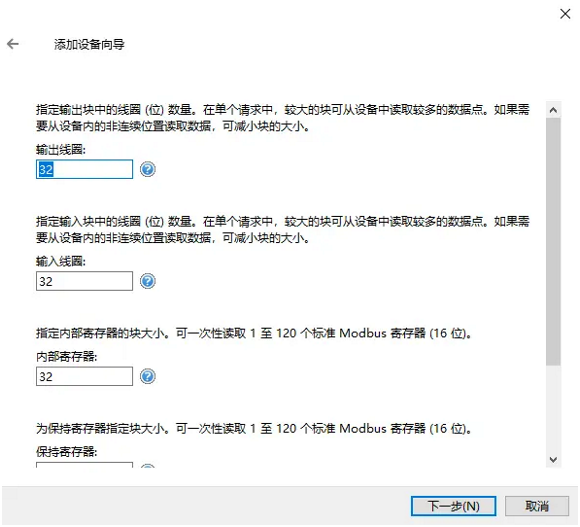 添加设备向导
指定输出块中的线圈 (位) 数量。在单个请求中，较大的块可从设备中读取较多的数据点。如果需
要从设备内的非连续位置读取数据，可减小块的大小。
输出线圈:
32
指定输入块中的线圈 (位) 数量。在单个请求中，较大的块可从设备中读取较多的数据点。如果需
要从设备内的非连续位置读取数据，可减小块的大小。
输入线圈:
32
指定内部寄存器的块大小。可一次性读取 1 至 120 个标准 Modbus 寄存器 (16 位)。
内部寄存器:
32
为保持寄存器指定块大小。可一次性读取 1 至 120 个标准 Modbus 寄存器 (16 位)。
保持寄存器:
下一步(N)
取消